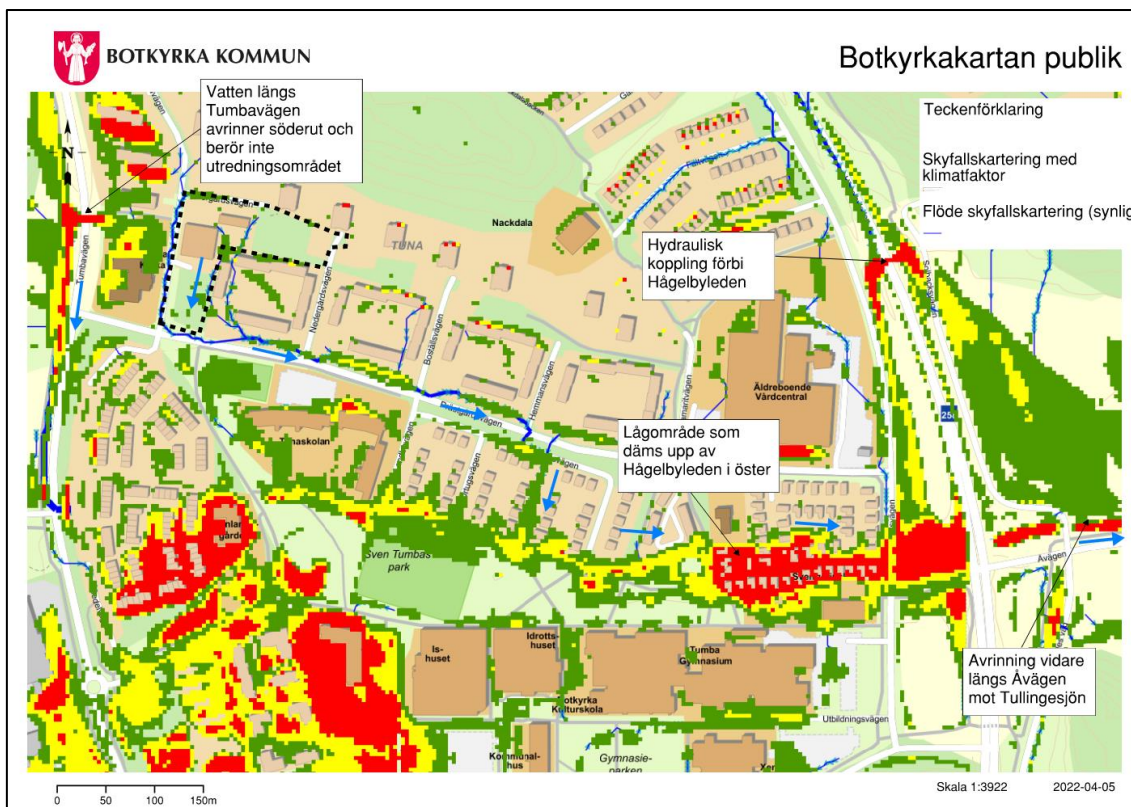 BOTKYRKA KOMMUN
Botkyrkakartan publik
Vatten längs
Tumbavägen
avrinner söderut och
berör inte
utredningsområdet
Teckenförklaring
Skyfallskartering med
klimatfaktor
Flöde skyfallskartering (synlig
N
Tumbavägen
Nackdala
TUNA
Hydraulisk
koppling förbi
Hågelbyleden
Nedergårdsvägen
Boställsvägen
Hemmansvägen
Äldreboende
Vårdcentral
Lågområde som
däms upp av
Hågelbyleden i öster
Sven Tumbas
park
Is-
huset
Idrotts-
huset
Tumba
Gymnasium
Botkyrka
Kulturskola
Kommunal-
hus
Gymnasie-
parken
Xen
Utbildningsvägen
Åvägen
Avrinning vidare
längs Åvägen
mot Tullingesjön
0 50 100 150m
Skala 1:3922
2022-04-05